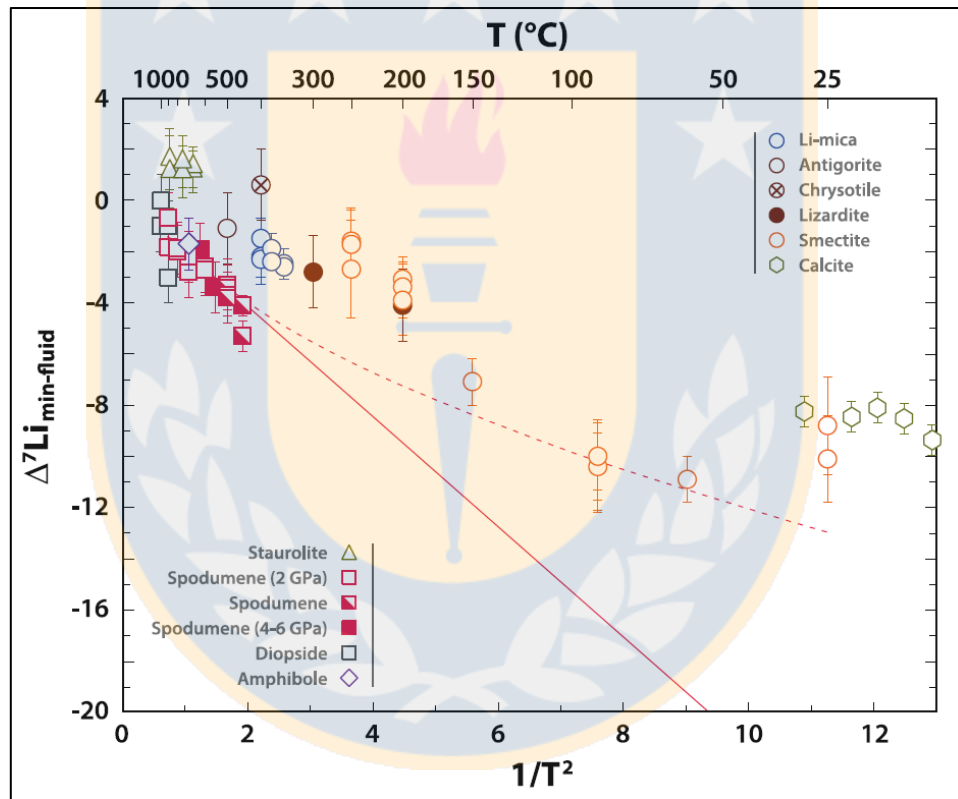 T (°C)
1000 500 300 200 150 100 50 25
4
0
-4
-8
-12
-16
-20
Δ⁷Li min-fluid
Li-mica
Antigorite
Chrysotile
Lizardite
Smectite
Calcite
Staurolite
Spodumene (2 GPa)
Spodumene
Spodumene (4-6 GPa)
Diopside
Amphibole
0 2 4 6 8 10 12
1/T²